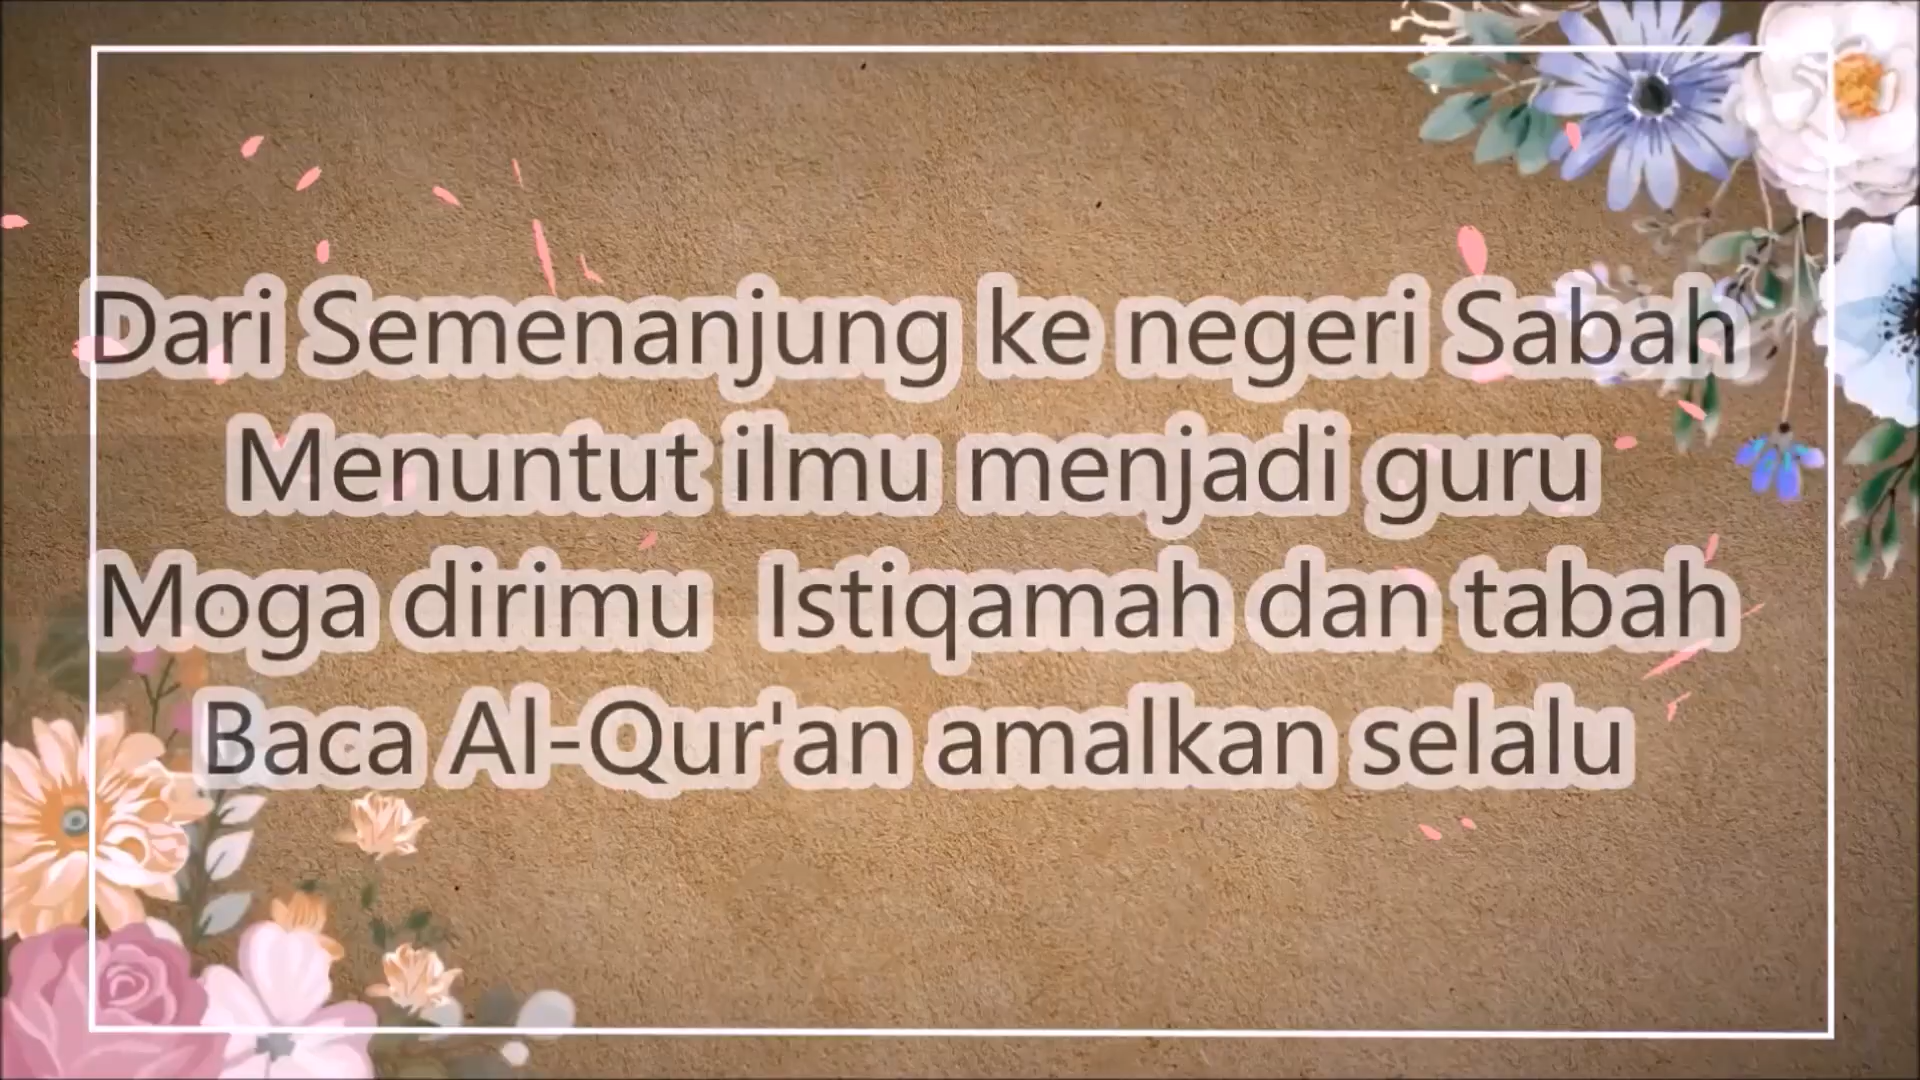 Dari Semenanjung ke negeri Sabah
Menuntut ilmu menjadi guru
Moga dirimu Istiqamah dan tabah
Baca Al-Qur'an amalkan selalu